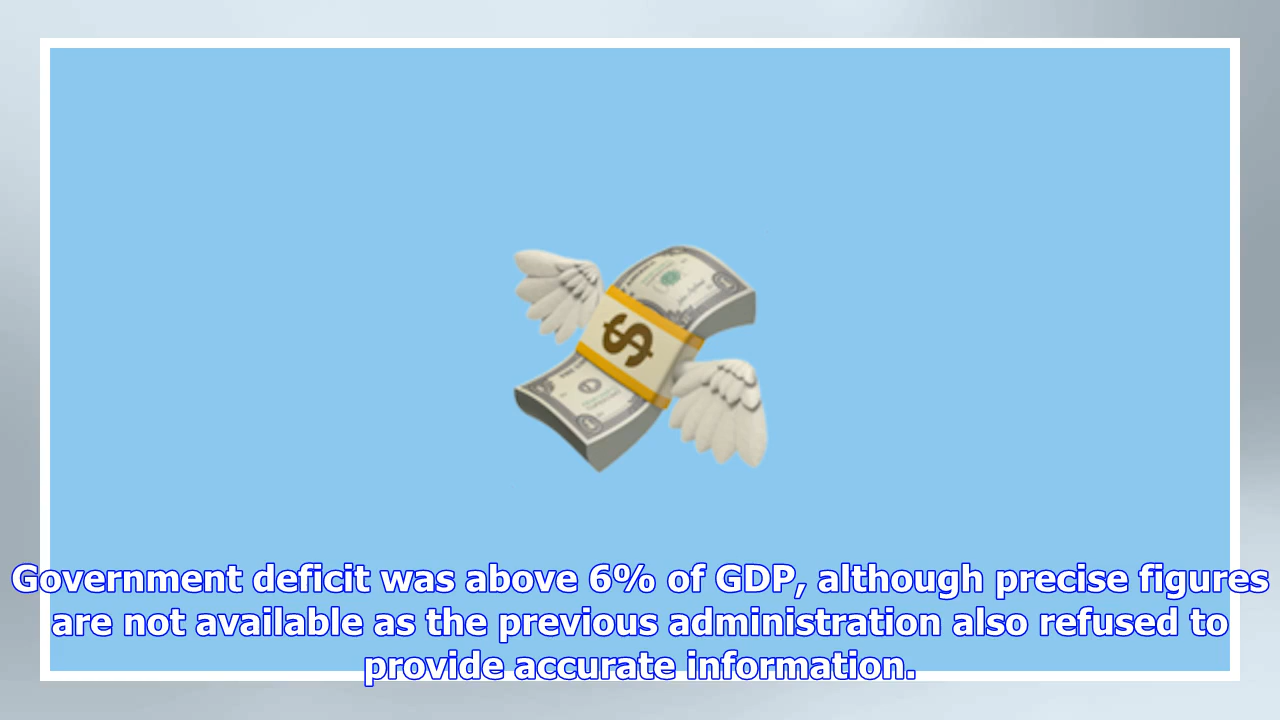 $
Government deficit was above 6% of GDP, although precise figures
are not available as the previous administration also refused to
provide accurate information.